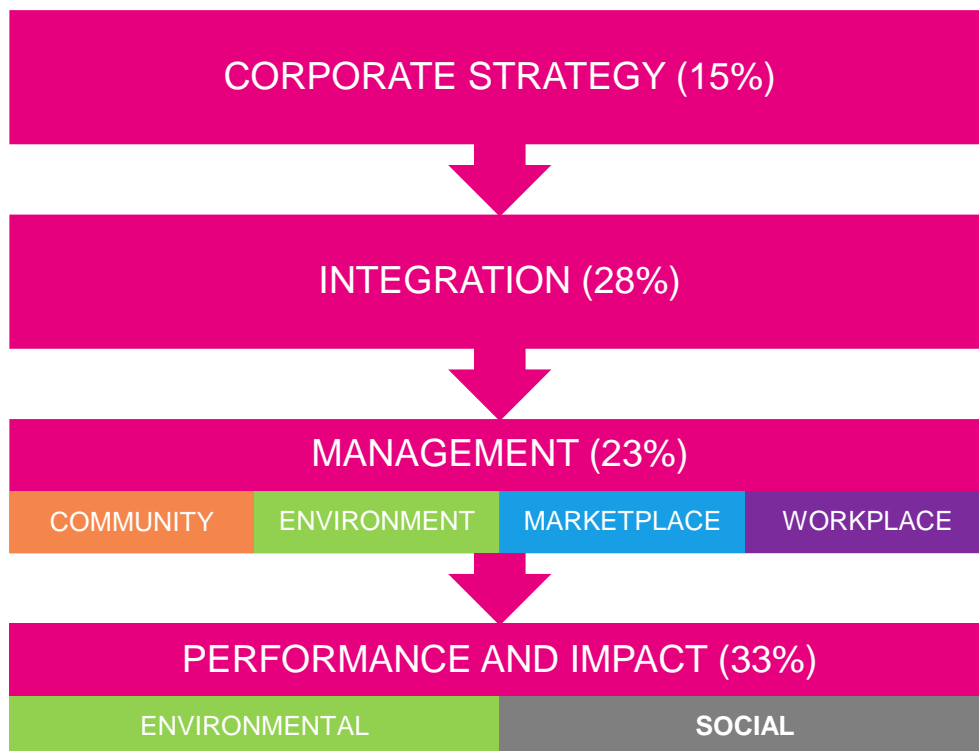 CORPORATE STRATEGY (15%)
INTEGRATION (28%)
MANAGEMENT (23%)
COMMUNITY ENVIRONMENT MARKETPLACE WORKPLACE
PERFORMANCE AND IMPACT (33%)
ENVIRONMENTAL SOCIAL